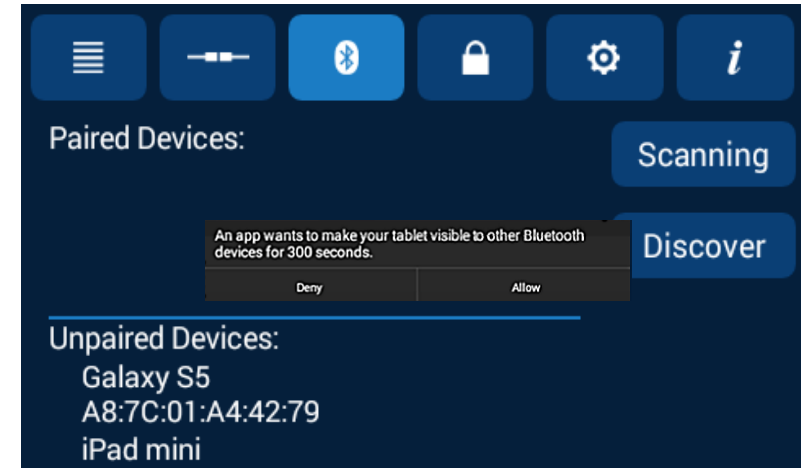 i
Paired Devices:
Scanning
An app wants to make your tablet visible to other Bluetooth
devices for 300 seconds.
Deny Allow
Discover
Unpaired Devices:
Galaxy S5
A8:7C:01:A4:42:79
iPad mini